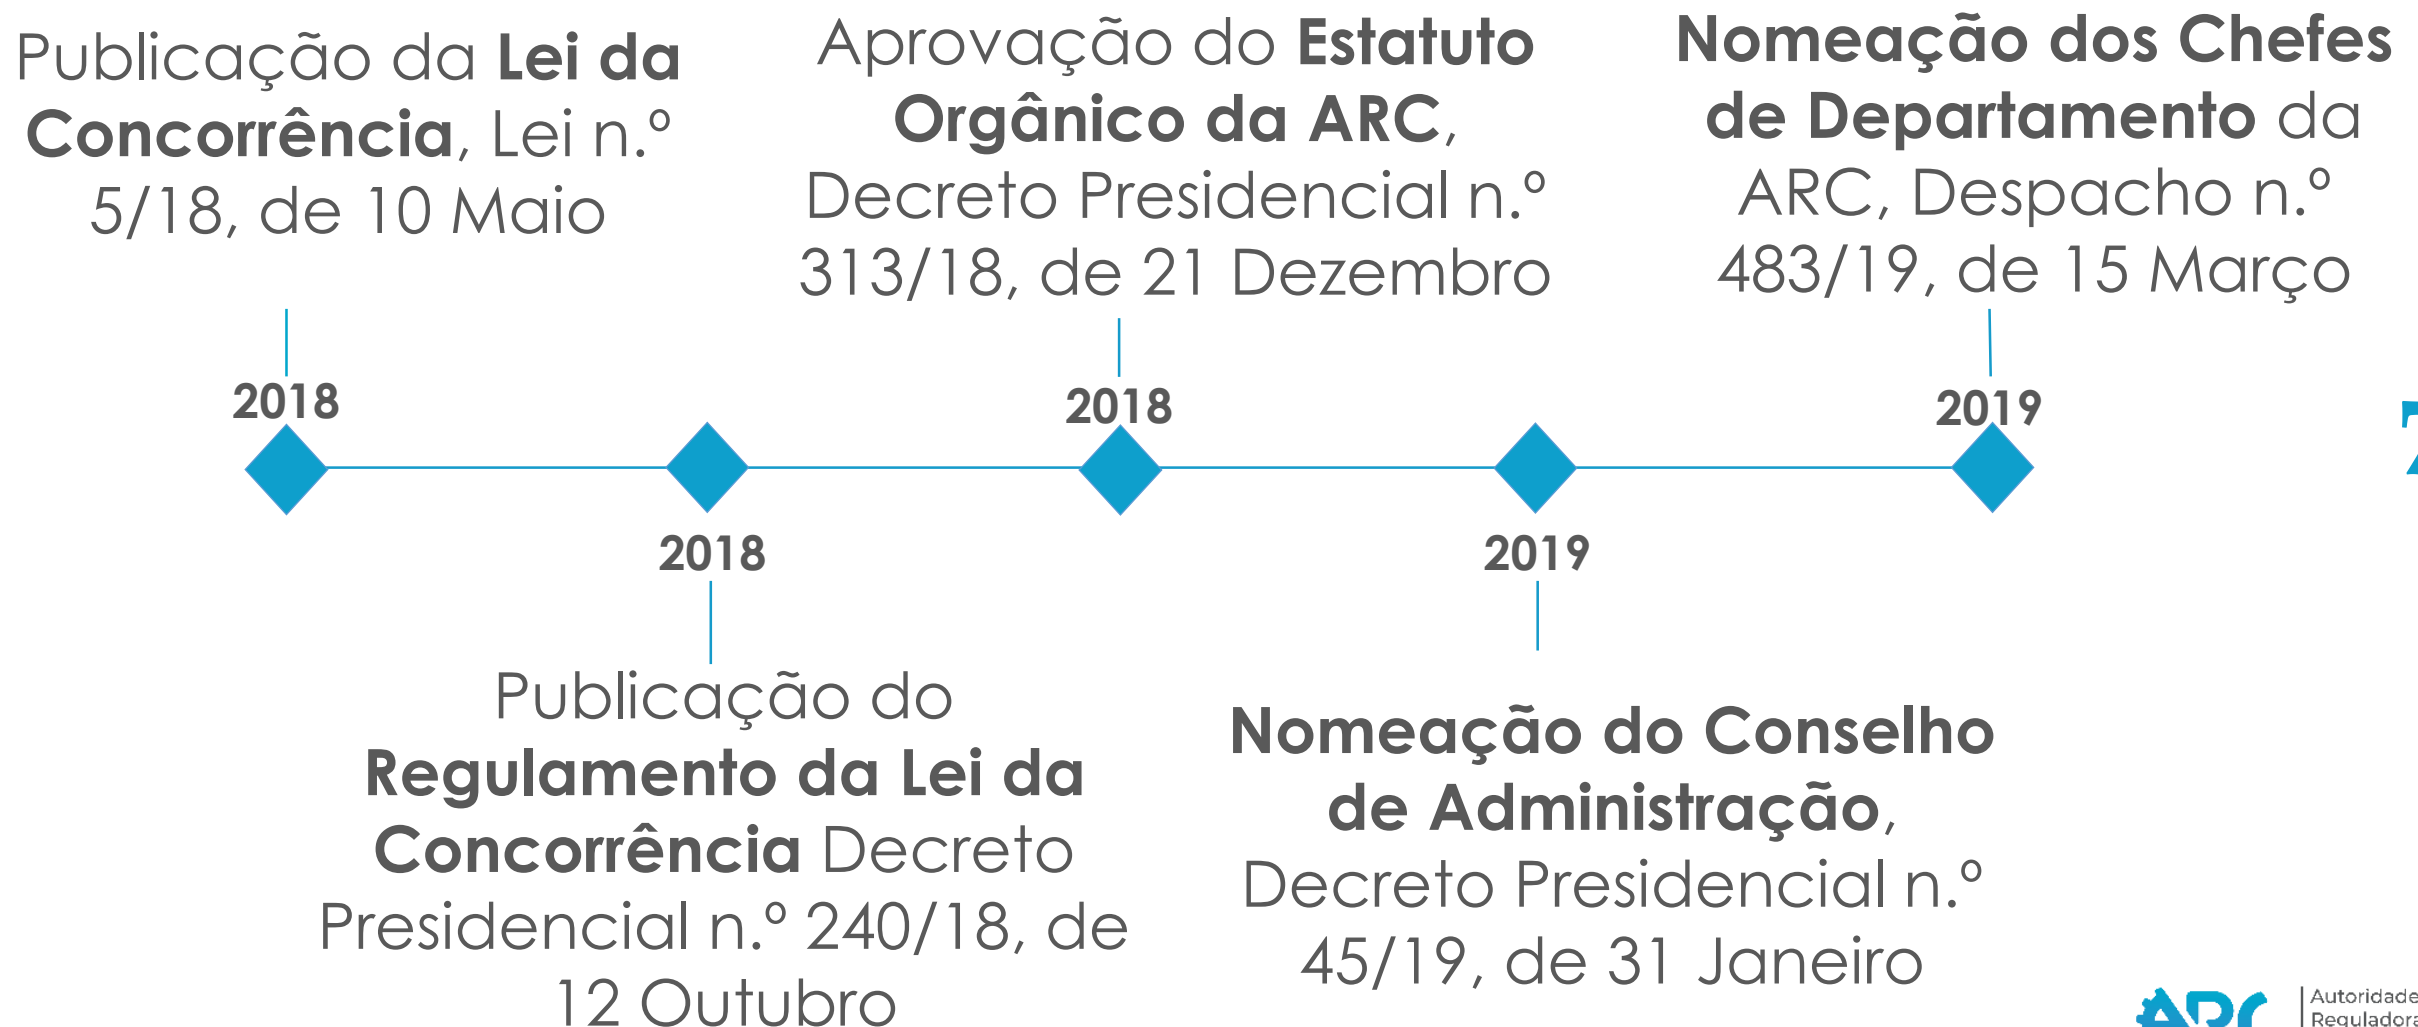 Publicação da Lei da
Concorrência, Lei n.º
5/18, de 10 Maio
2018
2018
Publicação do
Regulamento da Lei da
Concorrência Decreto
Presidencial n.º 240/18, de
12 Outubro
Aprovação do Estatuto
Orgânico da ARC,
Decreto Presidencial n.º
313/18, de 21 Dezembro
2018
2019
Nomeação do Conselho
de Administração,
Decreto Presidencial n.º
45/19, de 31 Janeiro
Nomeação dos Chefes
de Departamento da
ARC, Despacho n.º
483/19, de 15 Março
2019
ARC
Autoridade
Reguladora